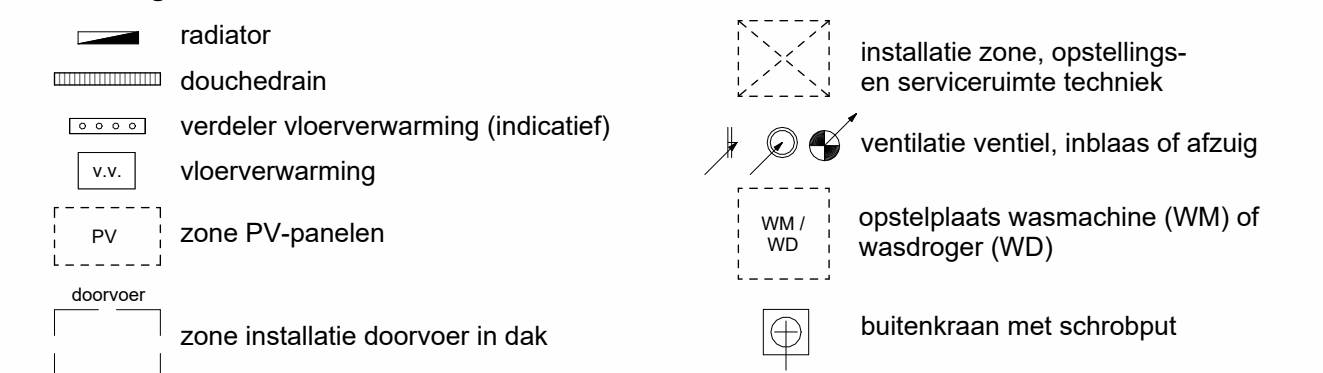 radiator
douchedrain
verdeler vloerverwarming (indicatief)
v.v.
vloerverwarming
PV
zone PV-panelen
doorvoer
zone installatie doorvoer in dak
installatie zone, opstellings-
en serviceruimte techniek
ventilatie ventiel, inblaas of afzuig
WM /
WD
opstelplaats wasmachine (WM) of
wasdroger (WD)
buitenkraan met schrobput